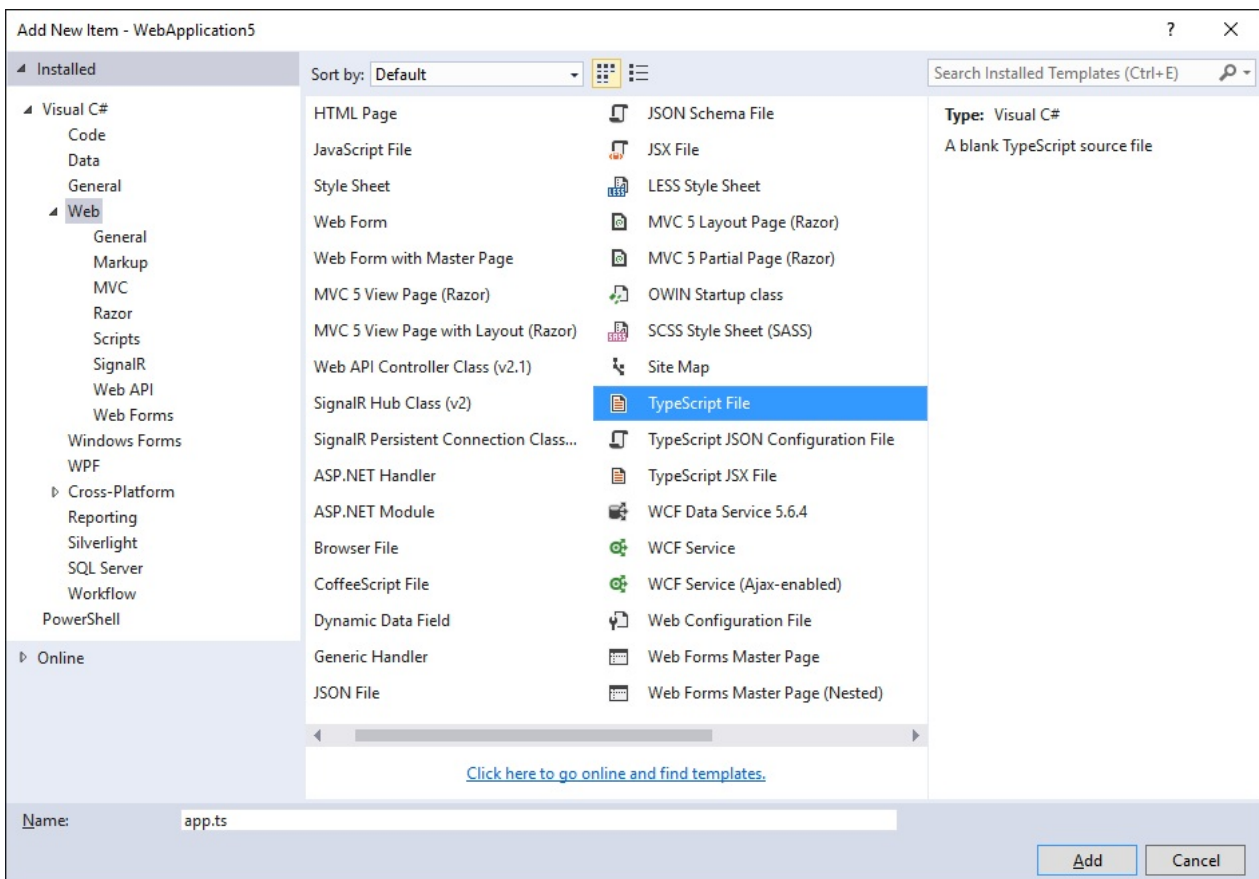 Add New Item - WebApplication5
?
Installed
Sort by: Default
Search Installed Templates (Ctrl+E)
Visual C#
Code
Data
General
Web
General
Markup
MVC
Razor
Scripts
SignalR
Web API
Web Forms
Windows Forms
WPF
Cross-Platform
Reporting
Silverlight
SQL Server
Workflow
PowerShell
Online
HTML Page
JavaScript File
Style Sheet
Web Form
Web Form with Master Page
MVC 5 View Page (Razor)
MVC 5 View Page with Layout (Razor)
Web API Controller Class (v2.1)
SignalR Hub Class (v2)
SignalR Persistent Connection Class...
ASP.NET Handler
ASP.NET Module
Browser File
CoffeeScript File
Dynamic Data Field
Generic Handler
JSON File
JSON Schema File
JSX File
LESS Style Sheet
MVC 5 Layout Page (Razor)
MVC 5 Partial Page (Razor)
OWIN Startup class
SCSS Style Sheet (SASS)
Site Map
TypeScript File
TypeScript JSON Configuration File
TypeScript JSX File
WCF Data Service 5.6.4
WCF Service
WCF Service (Ajax-enabled)
Web Configuration File
Web Forms Master Page
Web Forms Master Page (Nested)
Type: Visual C#
A blank TypeScript source file
Click here to go online and find templates.
Name: app.ts
Add
Cancel